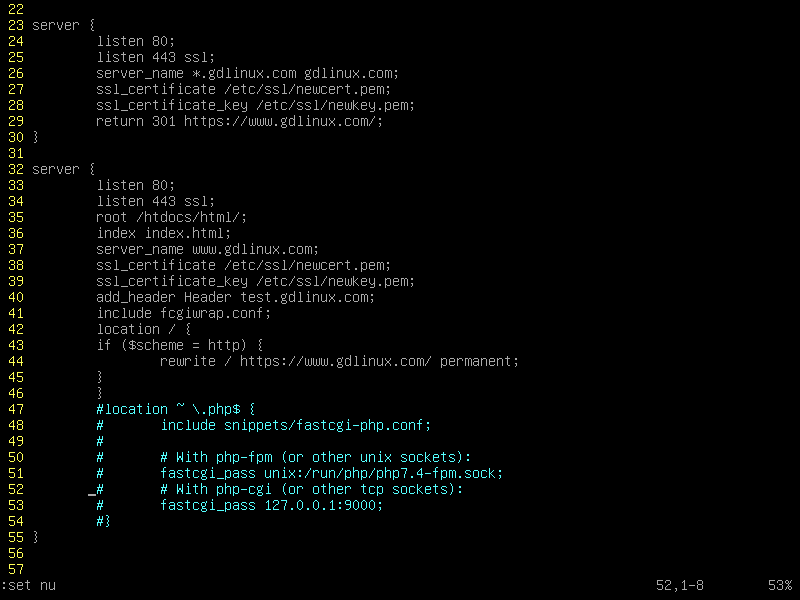 22
23 server {
24         listen 80;
25         listen 443 ssl;
26         server_name *.gdlinux.com gdlinux.com;
27         ssl_certificate /etc/ssl/newcert.pem;
28         ssl_certificate_key /etc/ssl/newkey.pem;
29         return 301 https://www.gdlinux.com/;
30 }
31
32 server {
33         listen 80;
34         listen 443 ssl;
35         root /htdocs/html/;
36         index index.html;
37         server_name www.gdlinux.com;
38         ssl_certificate /etc/ssl/newcert.pem;
39         ssl_certificate_key /etc/ssl/newkey.pem;
40         add_header Header test.gdlinux.com;
41         include fcgiwrap.conf;
42         location / {
43         if ($scheme = http) {
44                 rewrite / https://www.gdlinux.com/ permanent;
45         }
46         }
47         #location ~ \.php$ {
48         #       include snippets/fastcgi-php.conf;
49         #
50         #       # With php-fpm (or other unix sockets):
51         #       fastcgi_pass unix:/run/php/php7.4-fpm.sock;
52         #       # With php-cgi (or other tcp sockets):
53         #       fastcgi_pass 127.0.0.1:9000;
54         #}
55 }
56
57
:set nu                                                                           52,1-8        53%